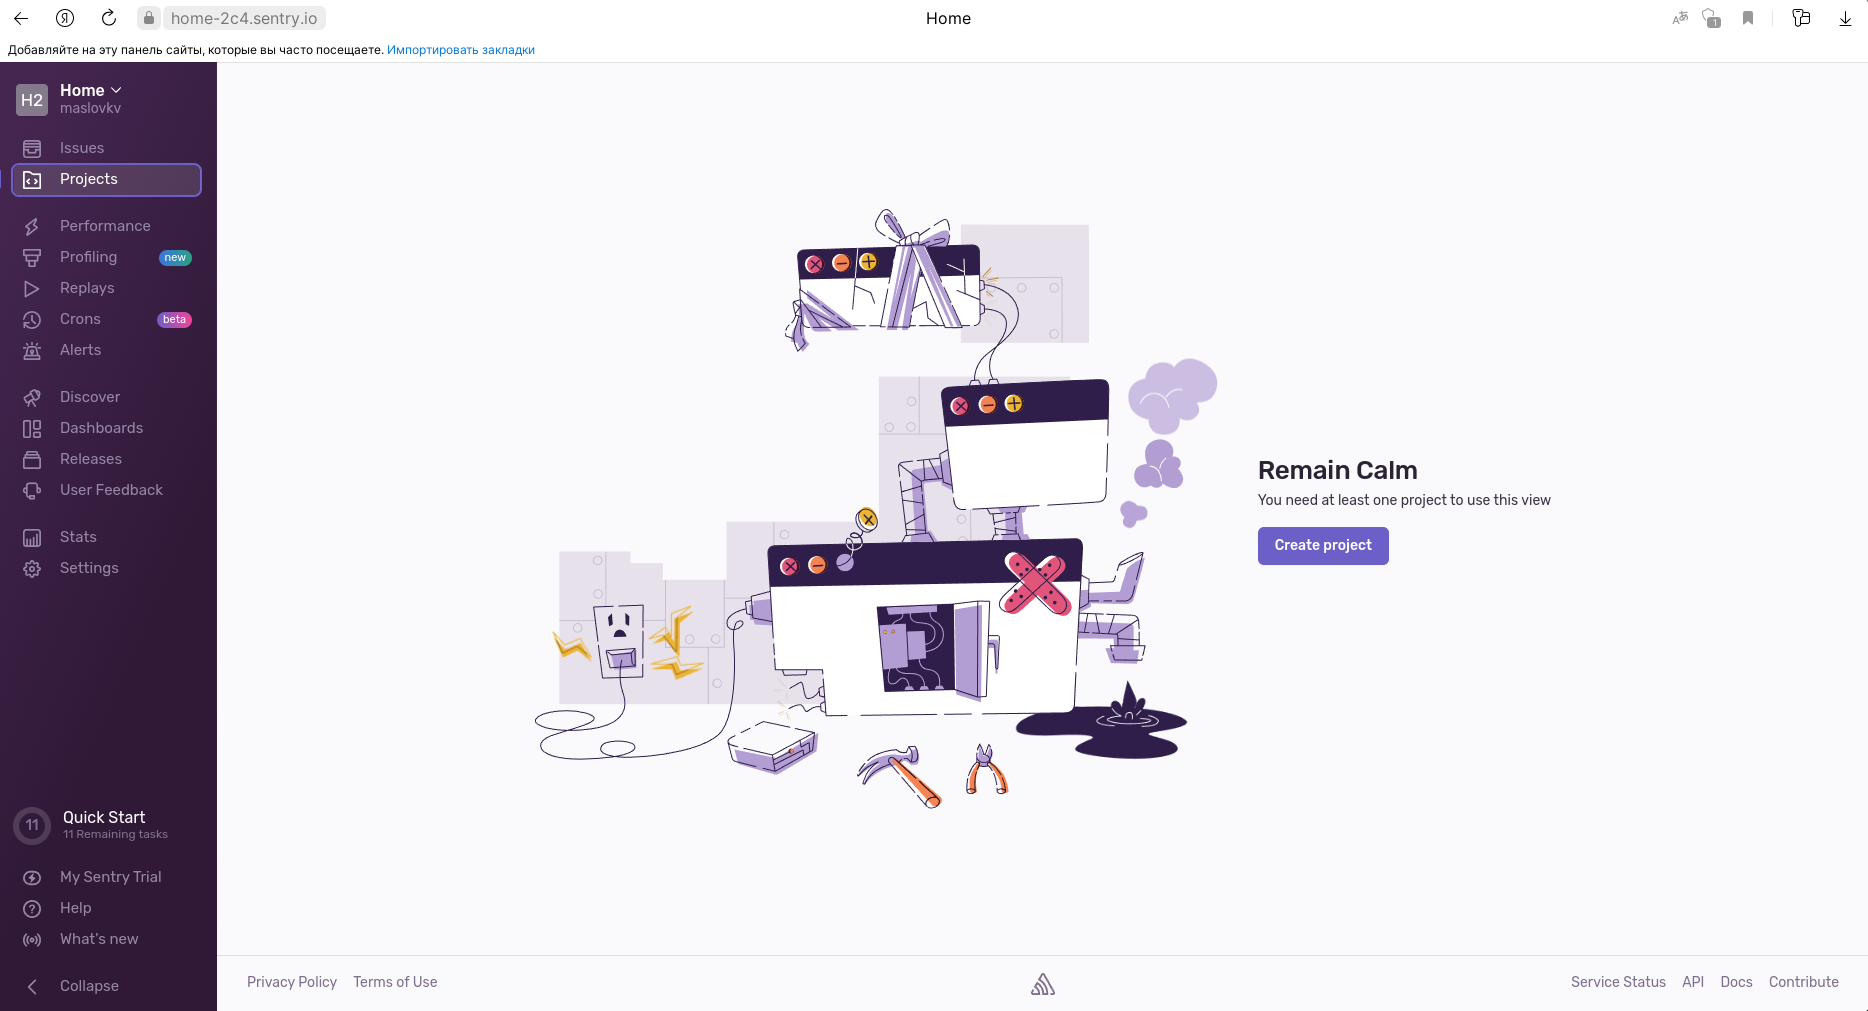 home-2c4.sentry.io
Home
Добавляйте на эту панель сайты, которые вы часто посещаете. Импортировать закладки
H2
Home
maslovkv
Issues
Projects
Performance
Profiling new
Replays
Crons beta
Alerts
Discover
Dashboards
Releases
User Feedback
Stats
Settings
Remain Calm
You need at least one project to use this view
Create project
11
Quick Start
11 Remaining tasks
My Sentry Trial
Help
What's new
Collapse
Privacy Policy Terms of Use
Service Status API Docs Contribute